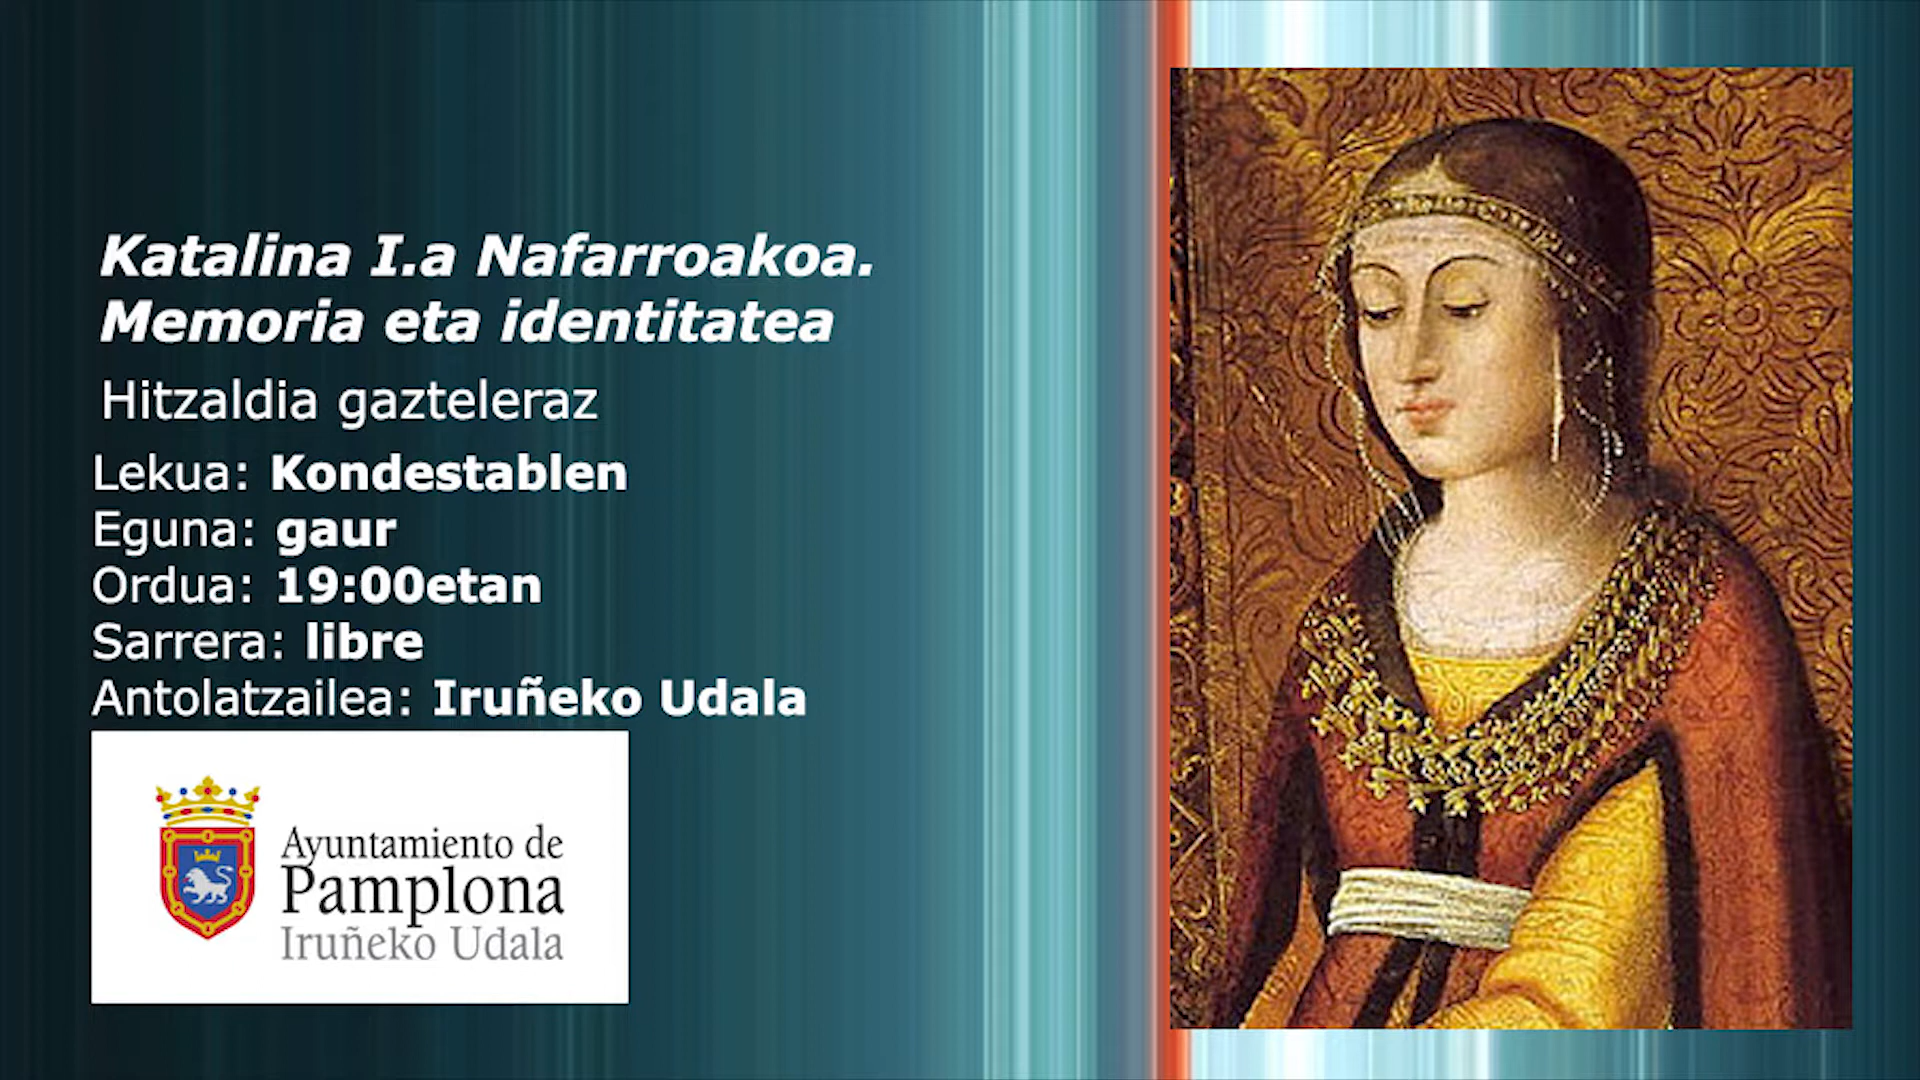 Katalina I.a Nafarroakoa.
Memoria eta identitatea
Hitzaldia gazteleraz
Lekua: Kondestablen
Eguna: gaur
Ordua: 19:00etan
Sarrera: libre
Antolatzailea: Iruñeko Udala
Ayuntamiento de
Pamplona
Iruñeko Udala